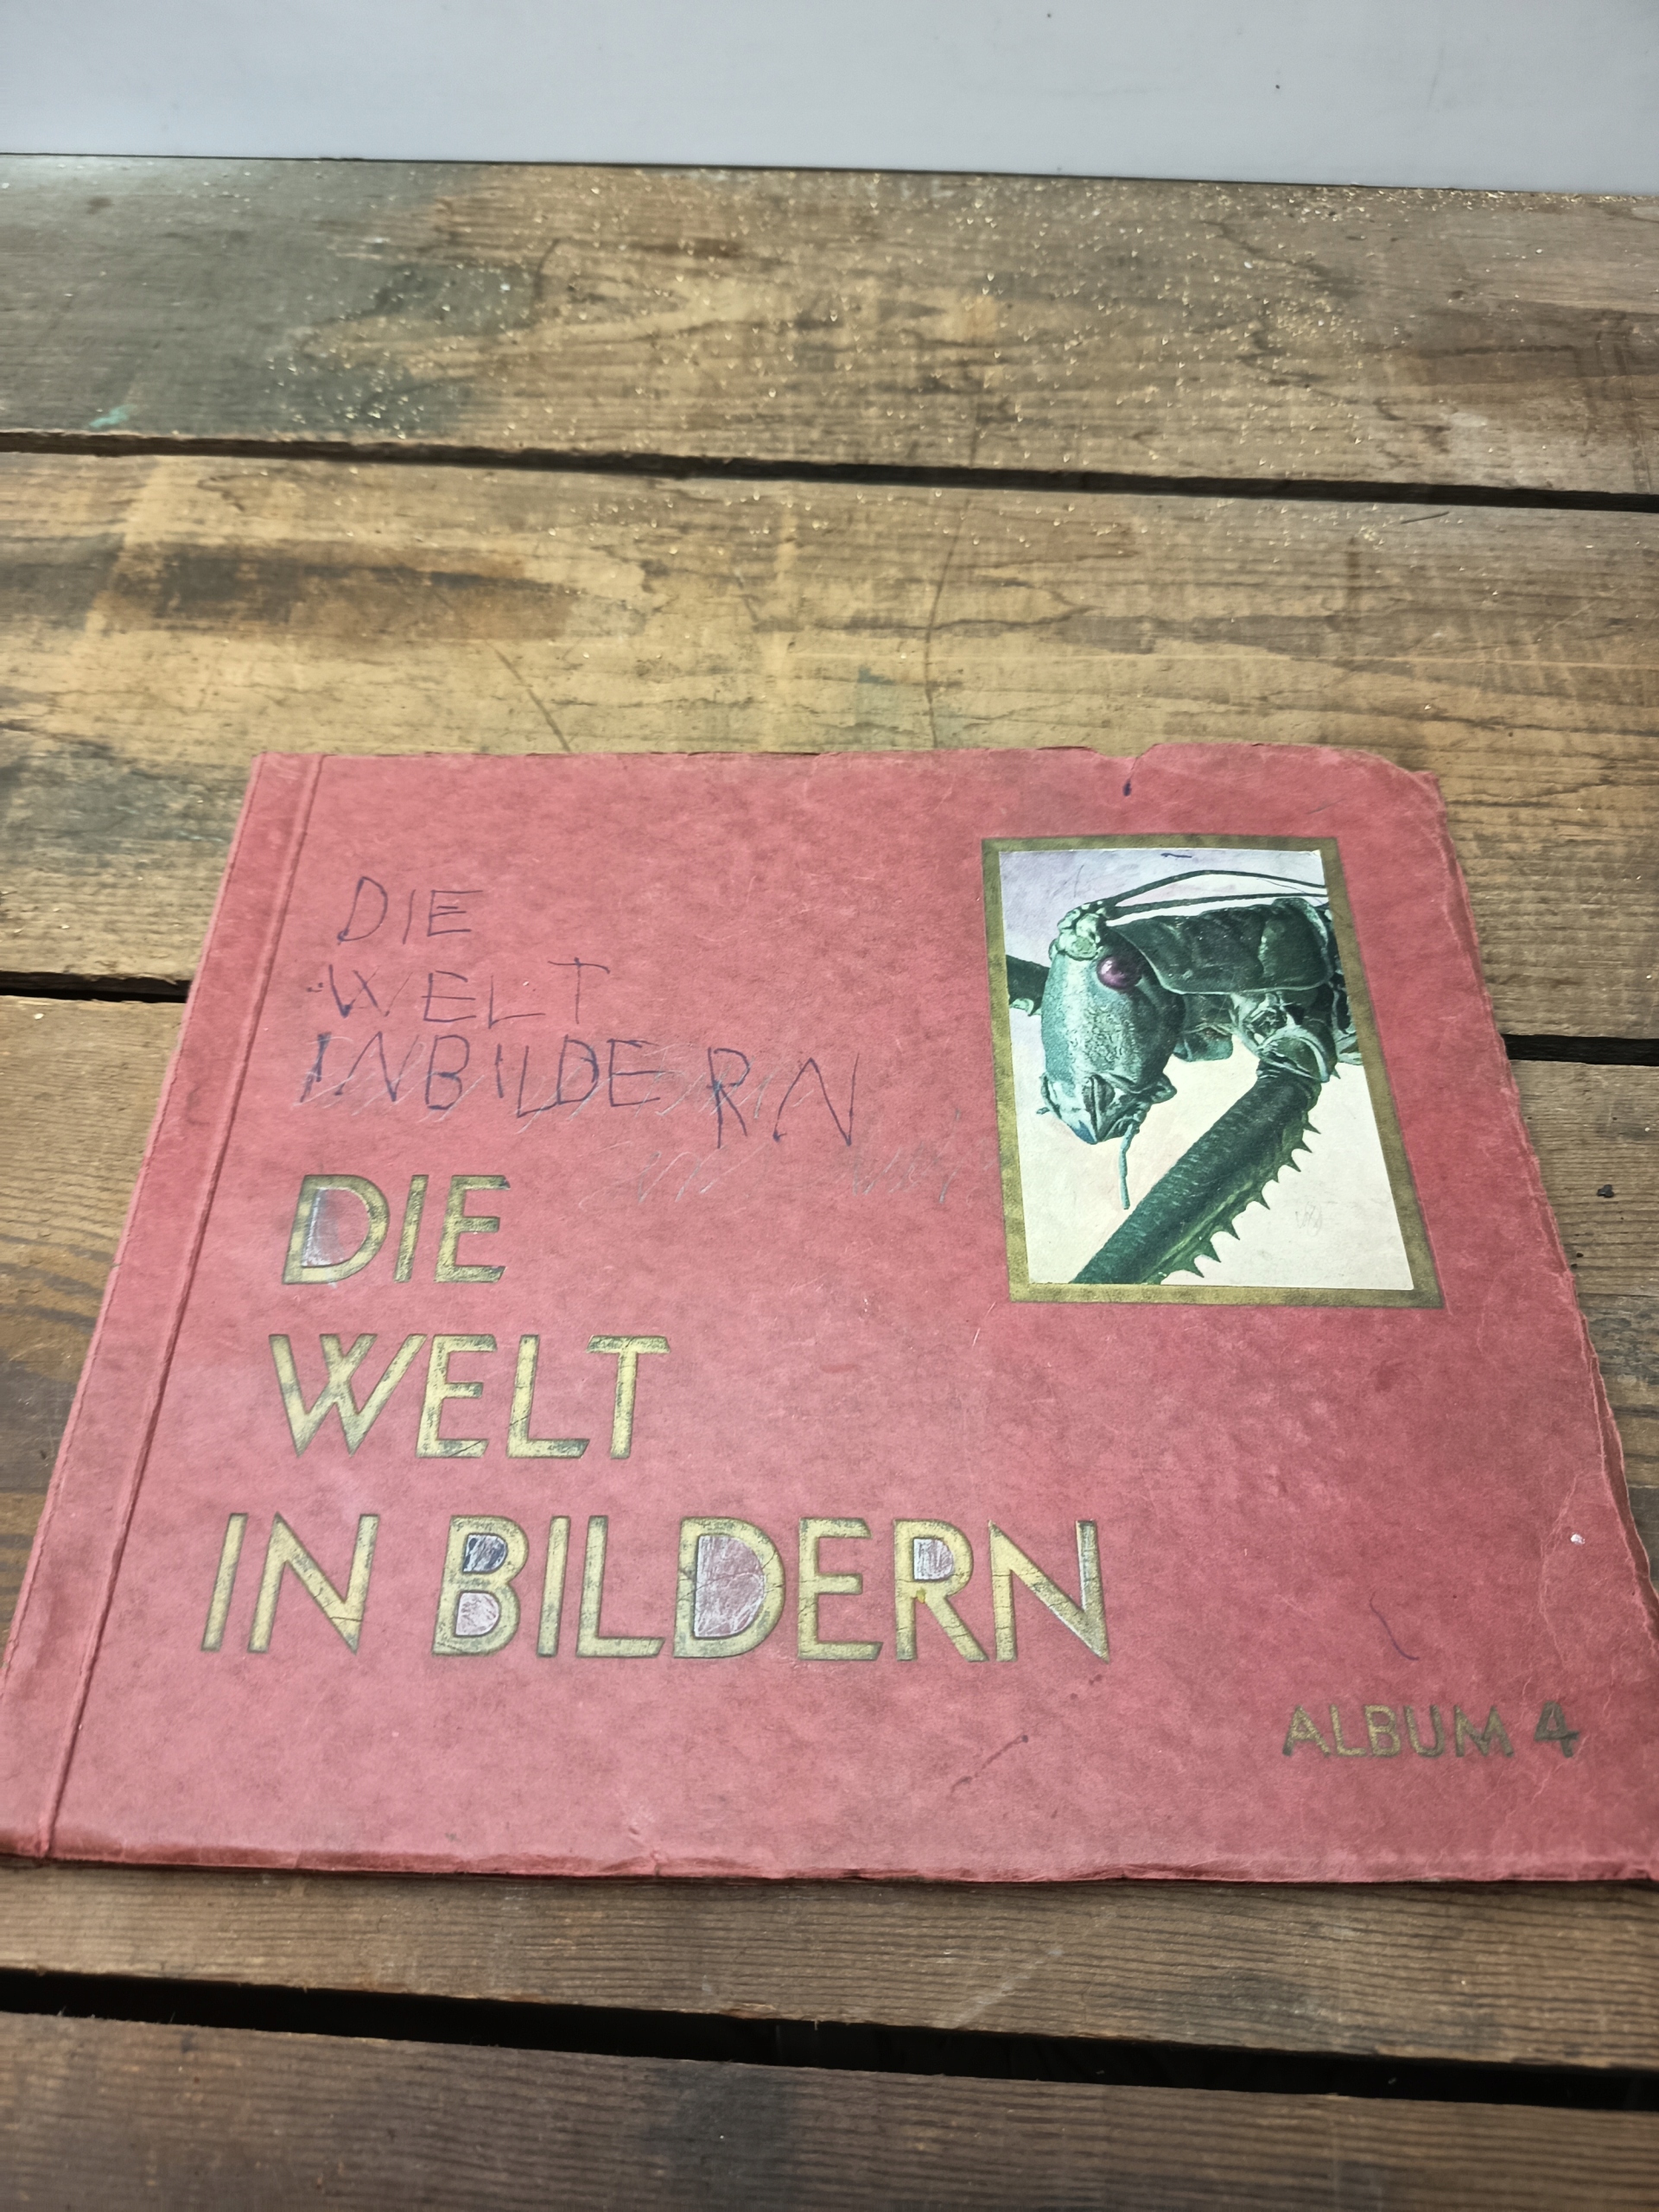 DIE
WELT
INBILDERN
DIE
WELT
IN BILDERN
ALBUM 4